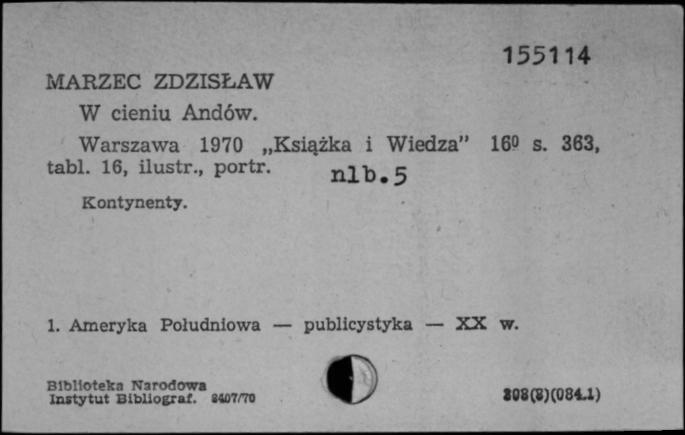 155114
MARZEC ZDZISŁAW
W cieniu Andów.
Warszawa 1970 „Książka i Wiedza” 16º s. 363,
tabl. 16, ilustr., portr. nlb.5
Kontynenty.
1. Ameryka Południowa — publicystyka — XX w.
Biblioteka Narodowa
Instytut Bibliograf. 8407/70
308(8)(084.1)